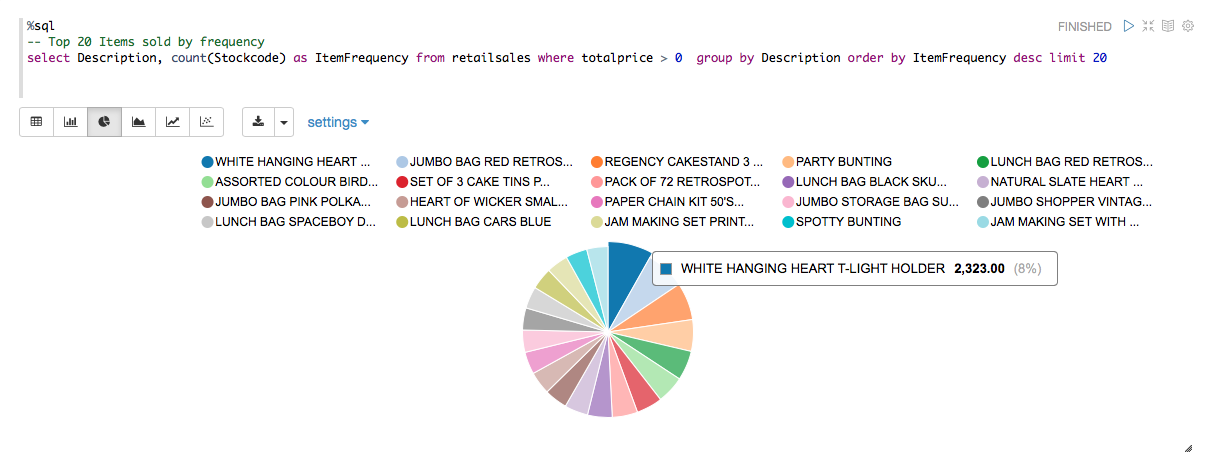 %sql
FINISHED
-- Top 20 Items sold by frequency
select Description, count(Stockcode) as ItemFrequency from retailsales where totalprice > 0  group by Description order by ItemFrequency desc limit 20
settings
WHITE HANGING HEART ... JUMBO BAG RED RETROS... REGENCY CAKESTAND 3 ... PARTY BUNTING LUNCH BAG RED RETROS...
ASSORTED COLOUR BIRD... SET OF 3 CAKE TINS P... PACK OF 72 RETROSPOT... LUNCH BAG BLACK SKU... NATURAL SLATE HEART ...
JUMBO BAG PINK POLKA... HEART OF WICKER SMAL... PAPER CHAIN KIT 50'S... JUMBO STORAGE BAG SU... JUMBO SHOPPER VINTAG...
LUNCH BAG SPACEBOY D... LUNCH BAG CARS BLUE JAM MAKING SET PRINT... SPOTTY BUNTING JAM MAKING SET WITH ...
WHITE HANGING HEART T-LIGHT HOLDER 2,323.00 (8%)